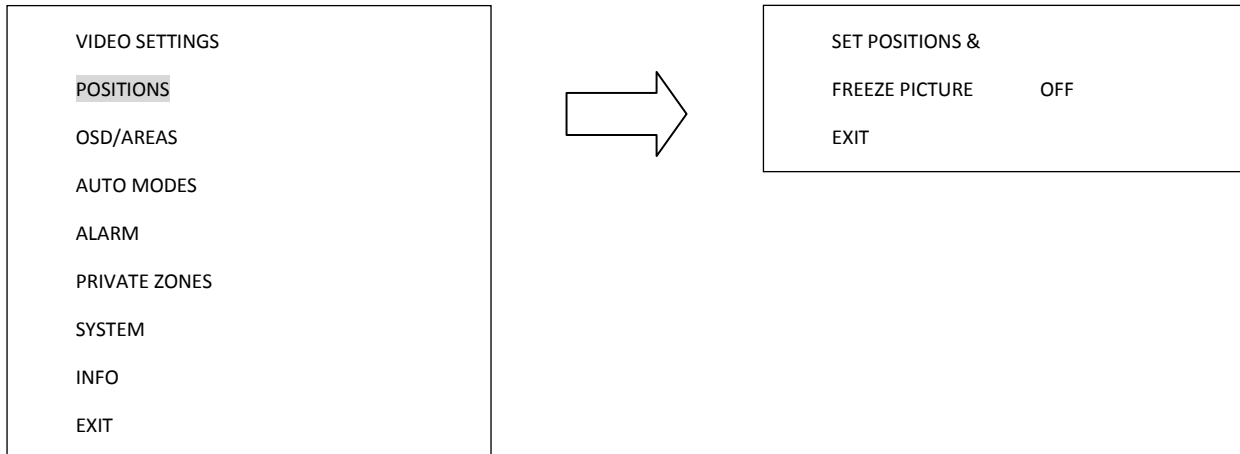 VIDEO SETTINGS
POSITIONS
OSD/AREAS
AUTO MODES
ALARM
PRIVATE ZONES
SYSTEM
INFO
EXIT
SET POSITIONS &
FREEZE PICTURE OFF
EXIT